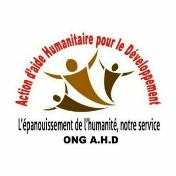 Action d'aide Humanitaire pour le Développement
L'épanouissement de l'humanité, notre service
ONG A.H.D